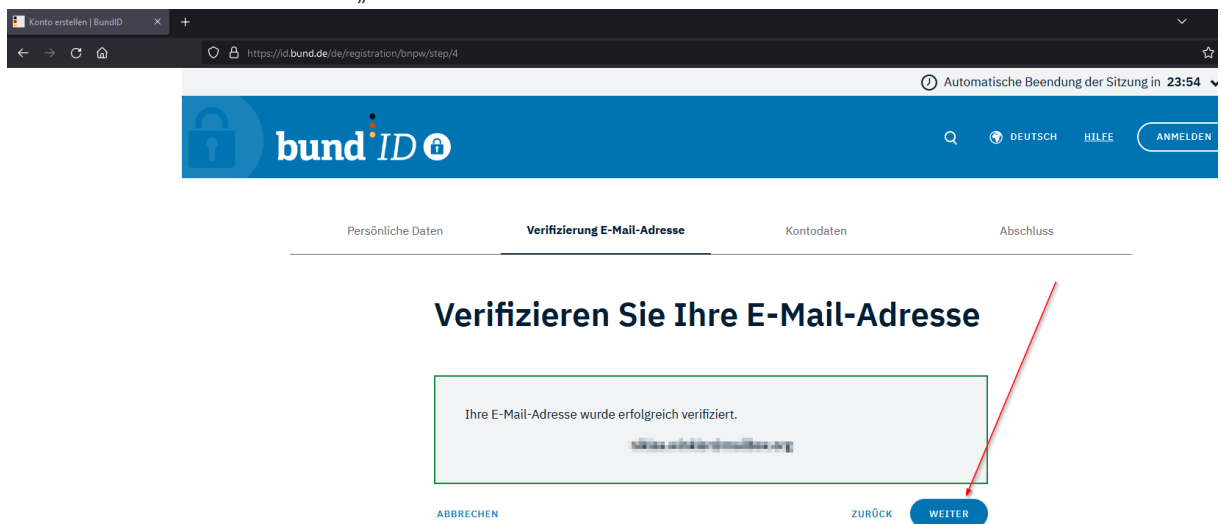 „
Konto erstellen | BundID
https://id.bund.de/de/registration/bnpw/step/4
Automatische Beendung der Sitzung in 23:54
bund ID
DEUTSCH HILFE ANMELDEN
Persönliche Daten Verifizierung E-Mail-Adresse Kontodaten Abschluss
Verifizieren Sie Ihre E-Mail-Adresse
Ihre E-Mail-Adresse wurde erfolgreich verifiziert.
ABBRECHEN ZURÜCK WEITER